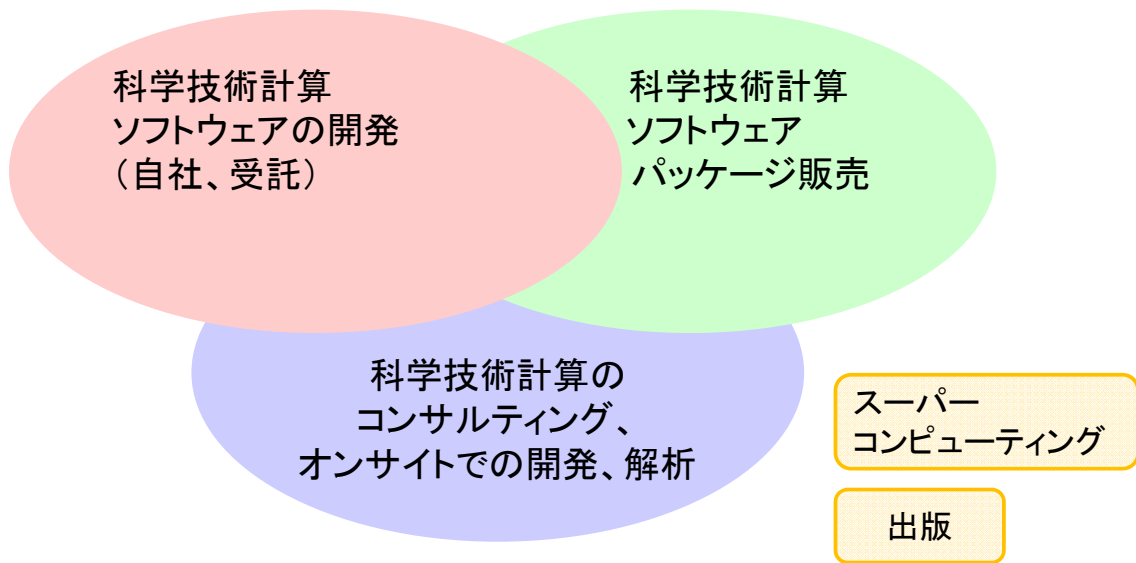 科学技術計算
ソフトウェアの開発
（自社、受託）
科学技術計算
ソフトウェア
パッケージ販売
科学技術計算の
コンサルティング、
オンサイトでの開発、解析
スーパー
コンピューティング
出版